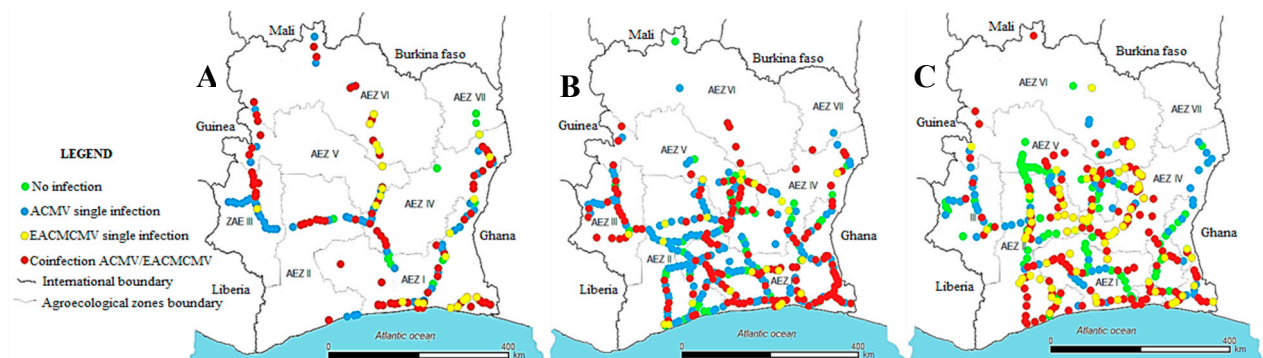 A
Mali
Burkina faso
AEZ VI
AEZ VII
Guinea
AEZ V
AEZ IV
ZAE III
AEZ II
AEZ I
Ghana
Liberia
Atlantic ocean
0 400
km
LEGEND
No infection
ACMV single infection
EACMCMV single infection
Coinfection ACMV/EACMCMV
International boundary
Agroecological zones boundary
B
Mali
Burkina faso
AEZ VI
AEZ VII
Guinea
AEZ V
AEZ IV
AEZ III
AEZ II
AEZ I
Ghana
Liberia
Atlantic ocean
0 400
km
C
Mali
Burkina faso
AEZ VI
AEZ VII
Guinea
AEZ V
AEZ IV
III
AEZ II
AEZ I
Ghana
Liberia
Atlantic ocean
0 400
km